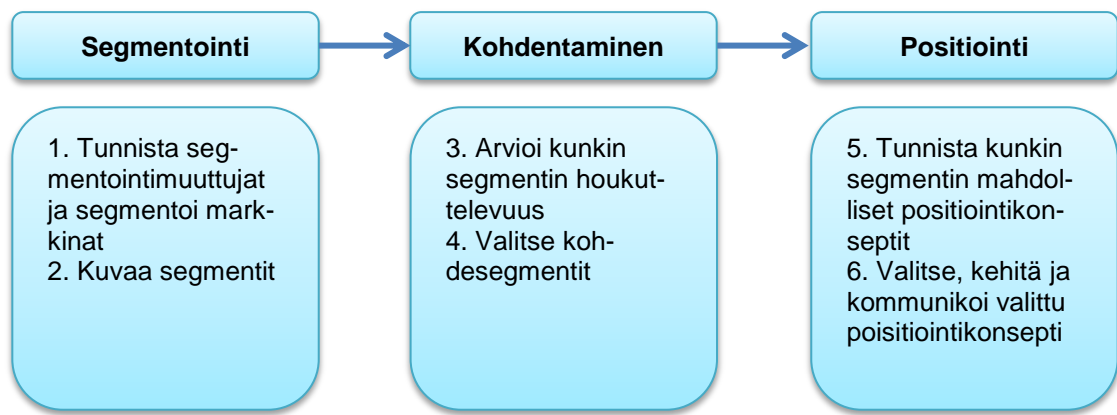 Segmentointi
Kohdentaminen
Positiointi
1. Tunnista seg-
mentointimuuttujat
ja segmentoi mark-
kinat
2. Kuvaa segmentit
3. Arvioi kunkin
segmentin houkut-
televuus
4. Valitse koh-
desegmentit
5. Tunnista kunkin
segmentin mahdol-
liset positiointikon-
septit
6. Valitse, kehitä ja
kommunikoi valittu
poisitiointikonsepti